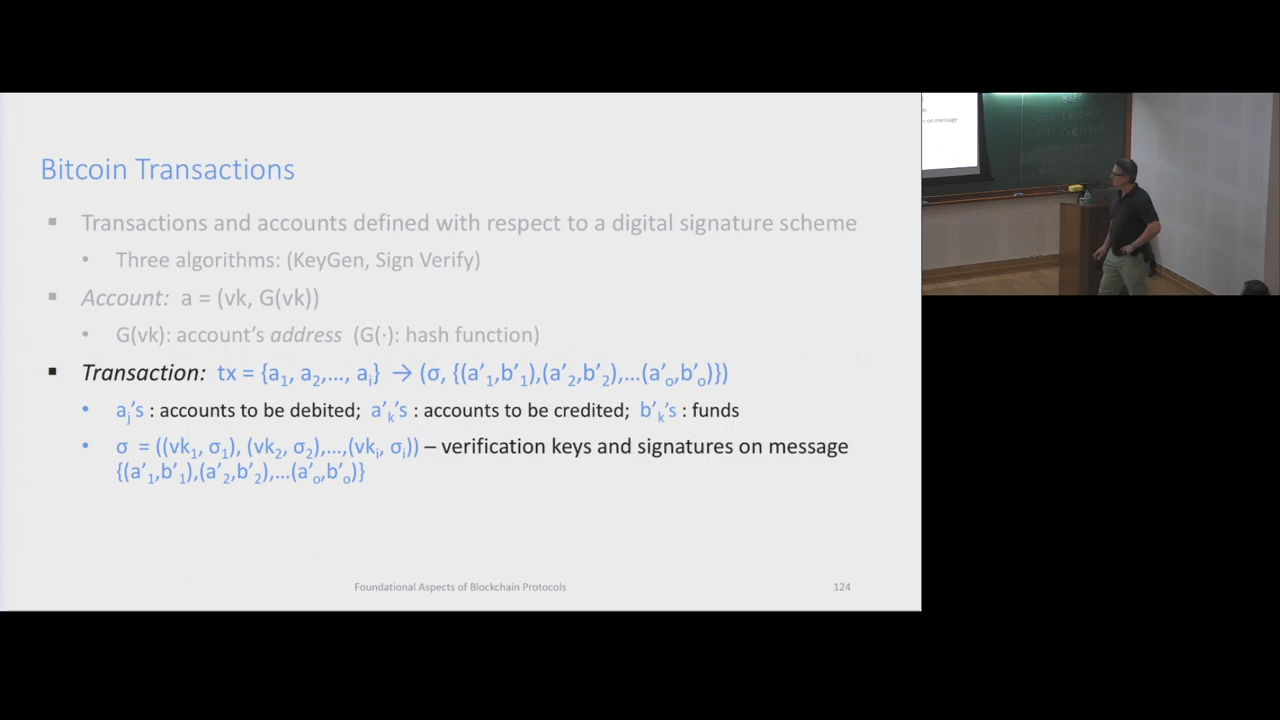 Bitcoin Transactions
▪ Transactions and accounts defined with respect to a digital signature scheme
• Three algorithms: (KeyGen, Sign Verify)
▪ Account: a = (vk, G(vk))
• G(vk): account's address (G(·): hash function)
▪ Transaction: tx = {a₁, a₂,..., aᵢ} → (σ, {(a'₁,b'₁),(a'₂,b'₂),...(a'ₒ,b'ₒ)})
• aⱼ's : accounts to be debited; a'ₖ's : accounts to be credited; b'ₖ's : funds
• σ = ((vk₁, σ₁), (vk₂, σ₂),...,(vkᵢ, σᵢ)) – verification keys and signatures on message
{(a'₁,b'₁),(a'₂,b'₂),...(a'ₒ,b'ₒ)}
Foundational Aspects of Blockchain Protocols 124
on message